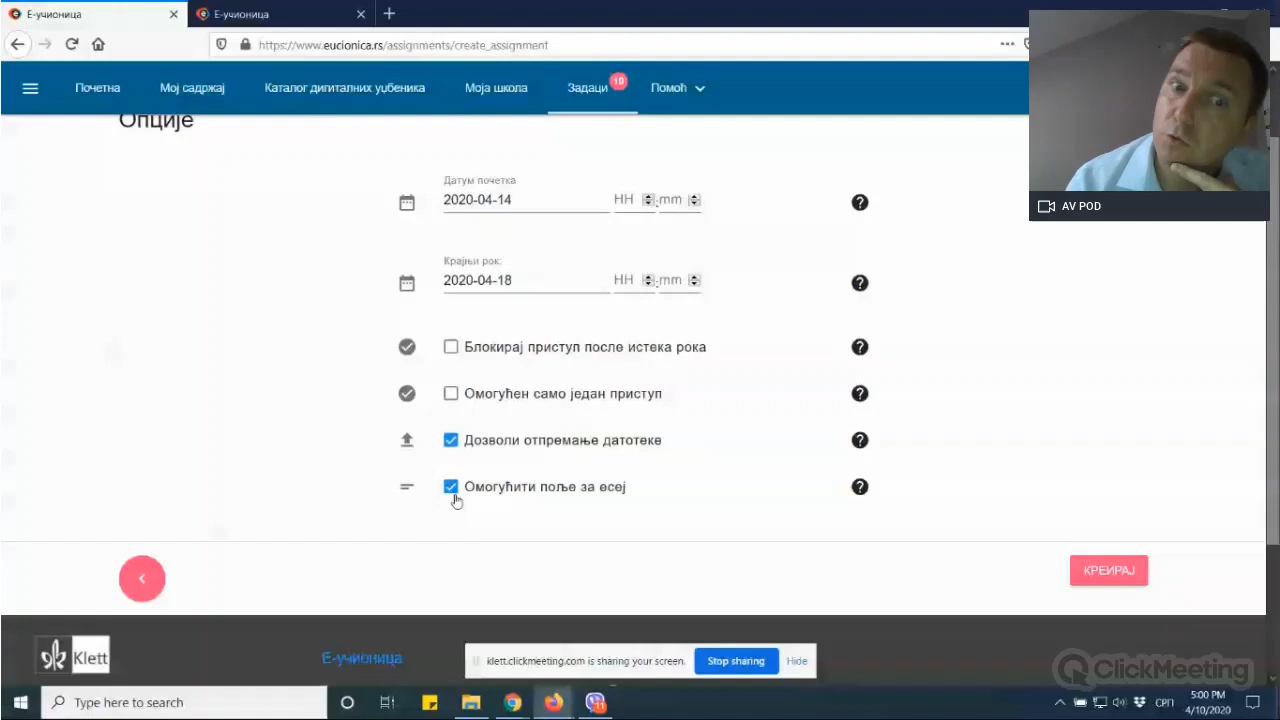 Е-учионица
Е-учионица
https://www.eucionica.rs/assignments/create_assignment
Почетна
Мој садржај
Каталог дигиталних уџбеника
Моја школа
Задаци
10
Помоћ
AV POD
Опције
Датум почетка
2020-04-14
HH : mm
Крајњи рок:
2020-04-18
HH : mm
Блокирај приступ после истека рока
Омогућен само један приступ
Дозволи отпремање датотеке
Омогућити поље за есеј
КРЕИРАЈ
Klett
Е-учионица
klett.clickmeeting.com is sharing your screen.
Stop sharing
Hide
ClickMeeting
Type here to search
11
СРП
5:00 PM
4/10/2020